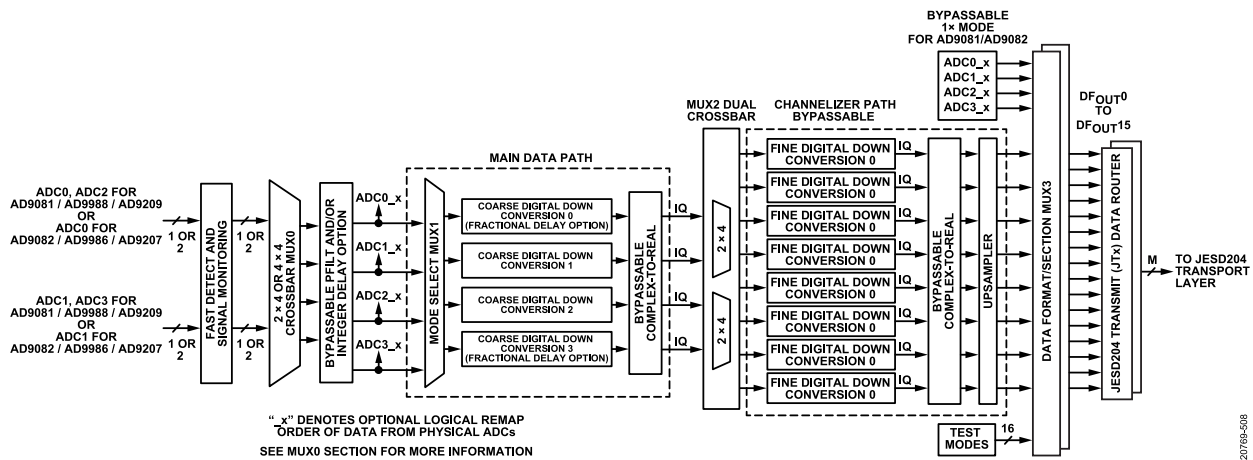 BYPASSABLE
1× MODE
FOR AD9081/AD9082
ADC0_x
ADC1_x
ADC2_x
ADC3_x
MUX2 DUAL
CROSSBAR
CHANNELIZER PATH
BYPASSABLE
DF OUT 0
TO
DF OUT 15
MAIN DATA PATH
ADC0, ADC2 FOR
AD9081 / AD9988 / AD9209
OR
ADC0 FOR
AD9082 / AD9986 / AD9207
1 OR
2
ADC1, ADC3 FOR
AD9081 / AD9988 / AD9209
OR
ADC1 FOR
AD9082 / AD9986 / AD9207
1 OR
2
FAST DETECT AND
SIGNAL MONITORING
1 OR
2
1 OR
2
2 × 4 OR 4 × 4
CROSSBAR MUX0
BYPASSABLE PFILT AND/OR
INTEGER DELAY OPTION
ADC0_x
ADC1_x
ADC2_x
ADC3_x
MODE SELECT MUX1
COARSE DIGITAL DOWN
CONVERSION 0
(FRACTIONAL DELAY OPTION)
COARSE DIGITAL DOWN
CONVERSION 1
COARSE DIGITAL DOWN
CONVERSION 2
COARSE DIGITAL DOWN
CONVERSION 3
(FRACTIONAL DELAY OPTION)
BYPASSABLE
COMPLEX-TO-REAL
IQ
IQ
IQ
IQ
2 × 4
2 × 4
FINE DIGITAL DOWN
CONVERSION 0
IQ
FINE DIGITAL DOWN
CONVERSION 0
IQ
FINE DIGITAL DOWN
CONVERSION 0
IQ
FINE DIGITAL DOWN
CONVERSION 0
IQ
FINE DIGITAL DOWN
CONVERSION 0
IQ
FINE DIGITAL DOWN
CONVERSION 0
IQ
FINE DIGITAL DOWN
CONVERSION 0
IQ
FINE DIGITAL DOWN
CONVERSION 0
IQ
BYPASSABLE
COMPLEX-TO-REAL
UPSAMPLER
DATA FORMAT/SECTION MUX3
JESD204 TRANSMIT (JTx) DATA ROUTER
M
TO JESD204
TRANSPORT
LAYER
TEST
MODES
16
"_x" DENOTES OPTIONAL LOGICAL REMAP
ORDER OF DATA FROM PHYSICAL ADCs
SEE MUX0 SECTION FOR MORE INFORMATION
20769-508